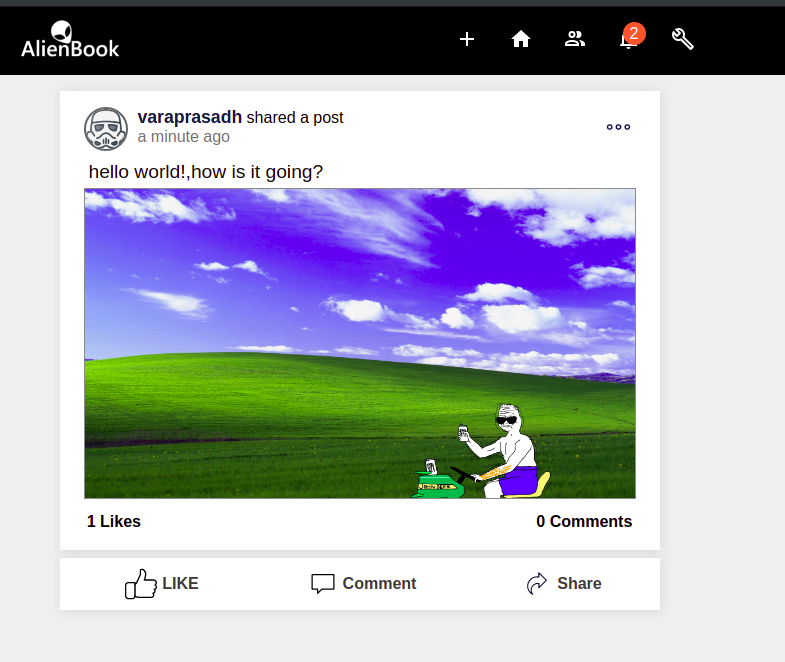 AlienBook
2
varaprasadh shared a post
a minute ago
hello world!,how is it going?
1 Likes
0 Comments
LIKE
Comment
Share